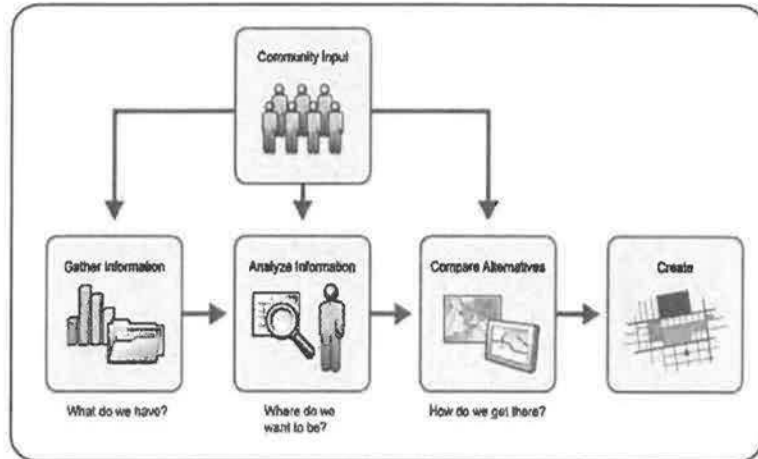 Community Input
Gather Information
Analyze Information
Compare Alternatives
Create
What do we have?
Where do we
want to be?
How do we get there?